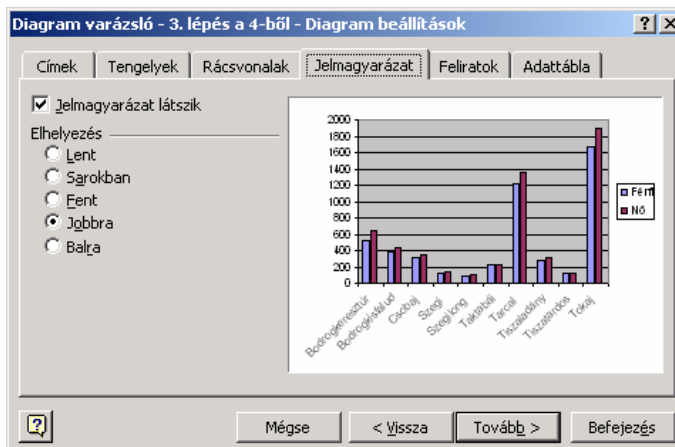 Diagram varázsló - 3. lépés a 4-ből - Diagram beállítások
Címek Tengelyek Rácsvonalak Jelmagyarázat Feliratok Adattábla
Jelmagyarázat látszik
Elhelyezés
Lent
Sarokban
Fent
Jobbra
Balra
2000
1800
1600
1400
1200
1000
800
600
400
200
0
Bodrogkeresztúr
Bodrogkisfalud
Csobaj
Szegi
Szegilong
Taktabáj
Tarcal
Tiszaladány
Tiszatardos
Tokaj
Férfi
Nő
Mégse < Vissza Tovább > Befejezés